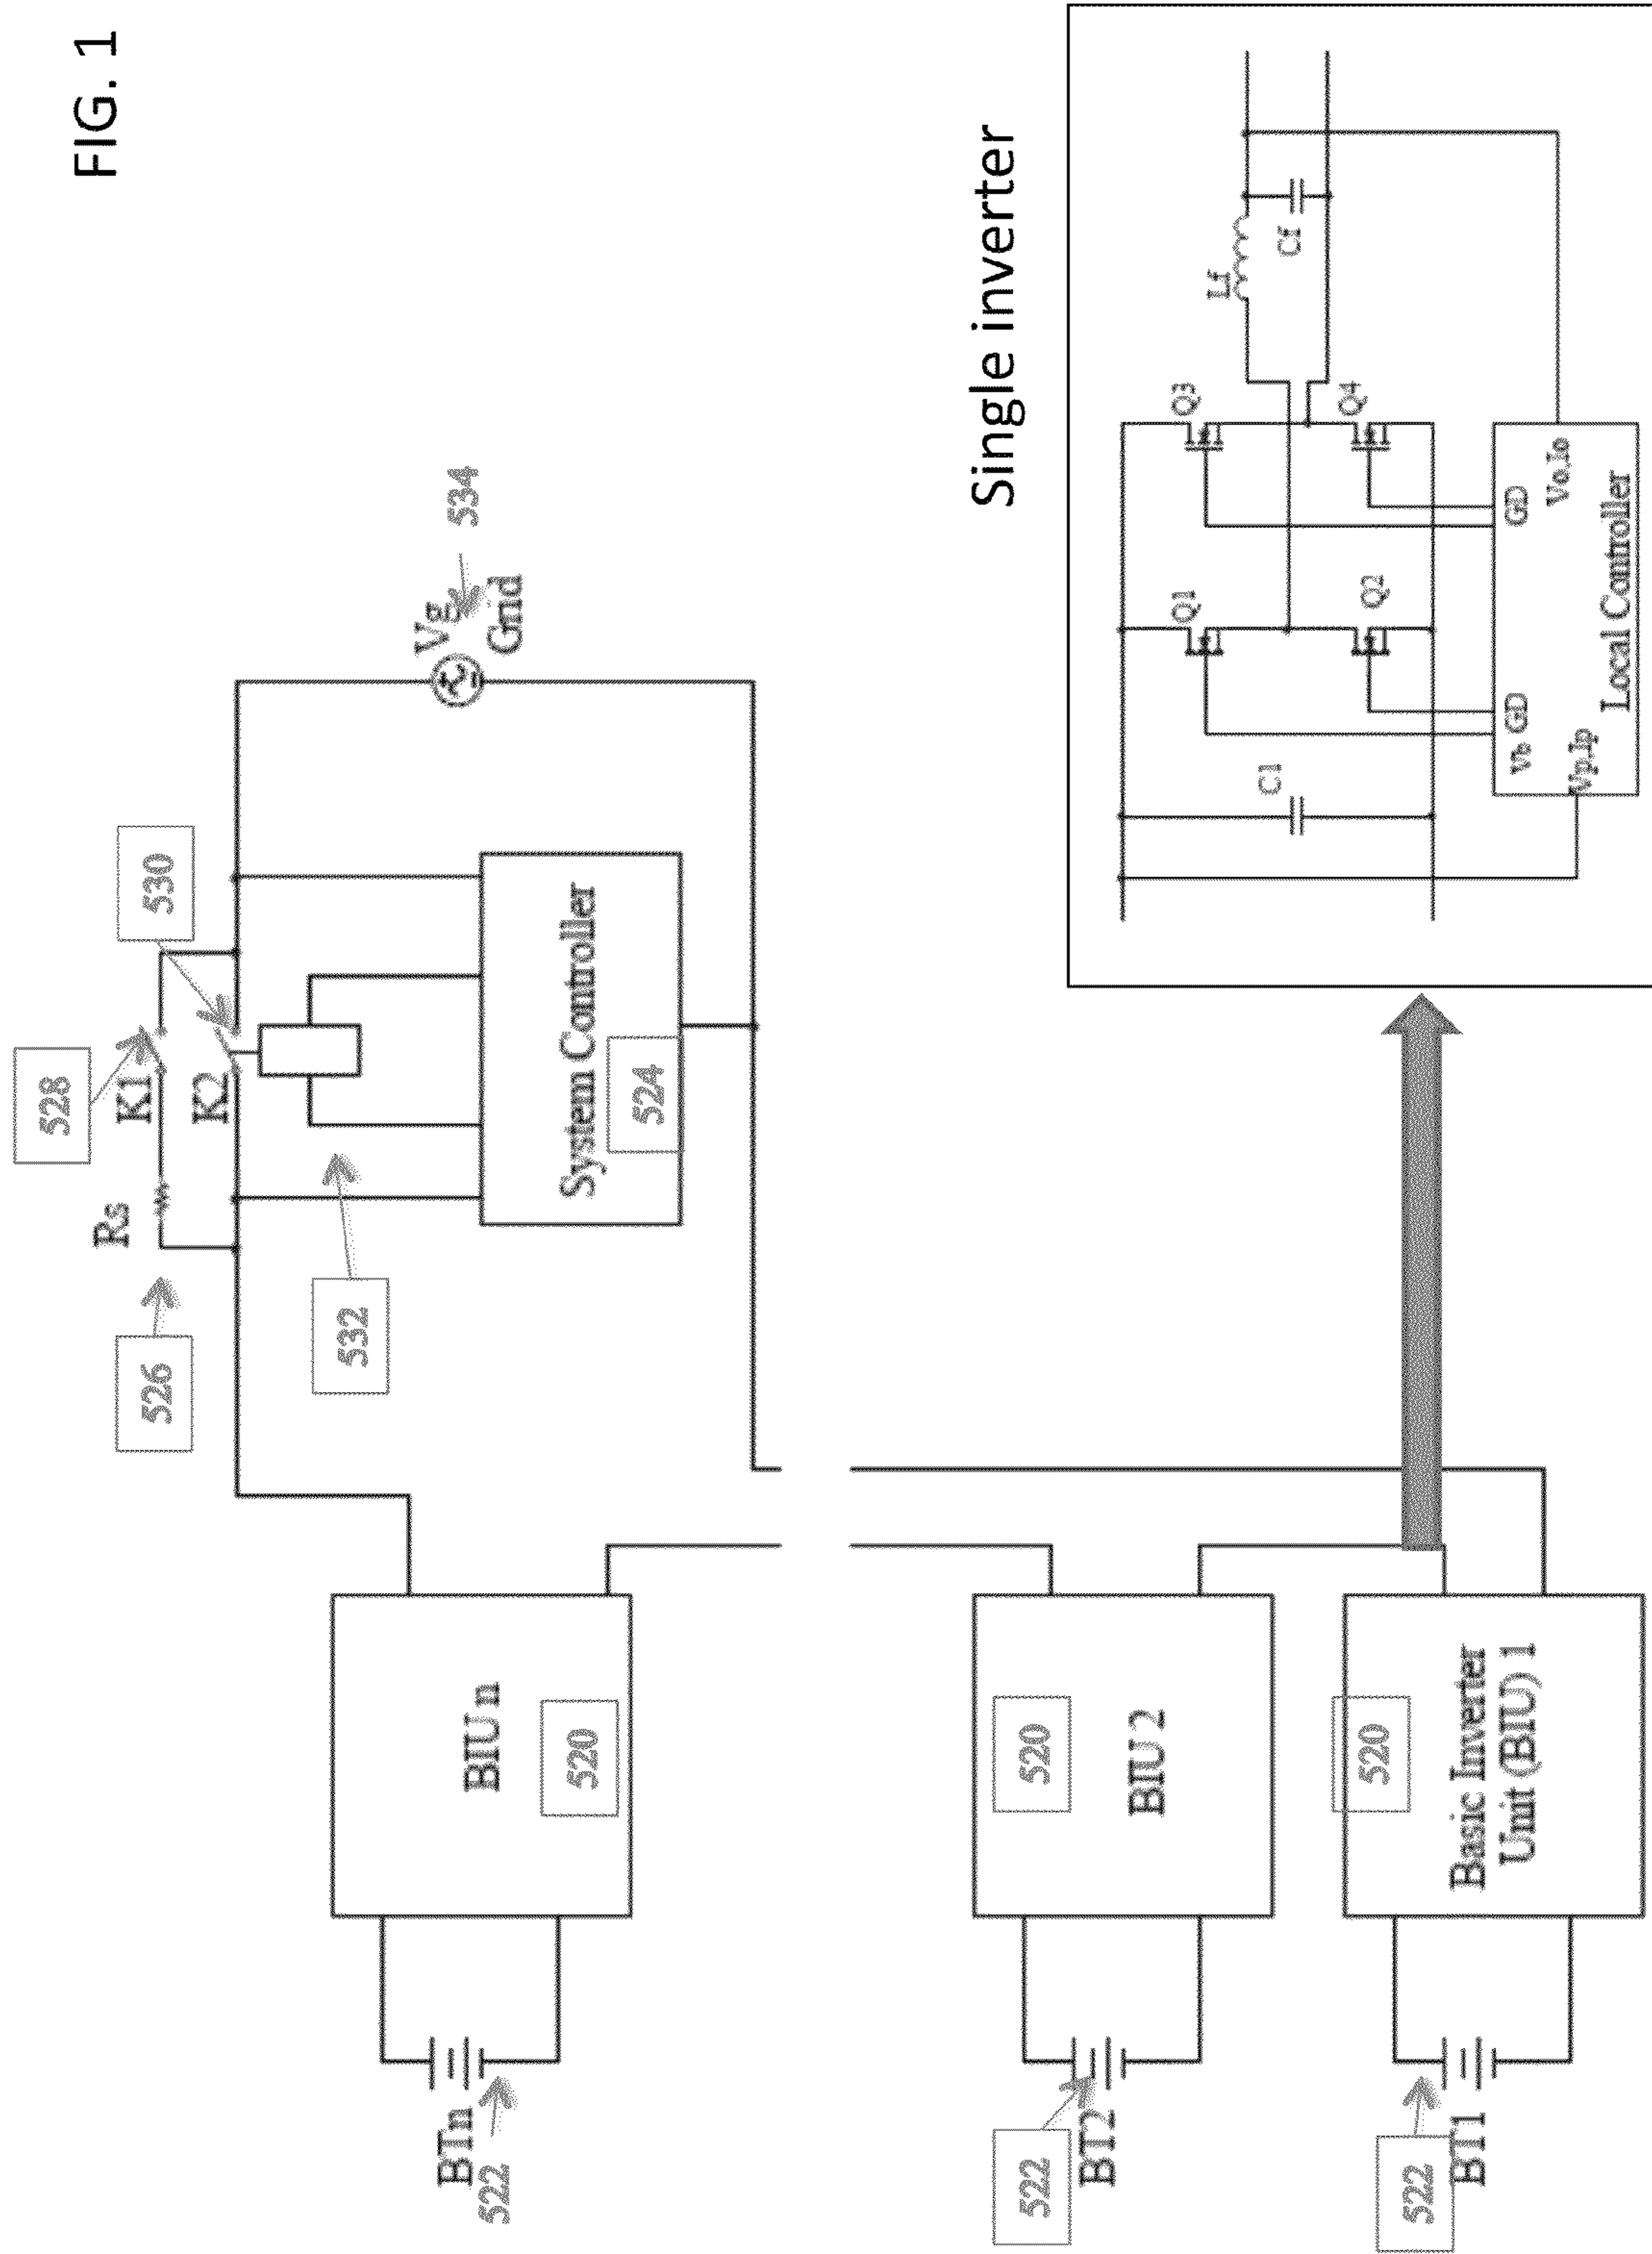 FIG. 1
526
528
530
Rs
K1
K2
532
System Controller
524
Vg
Grid
534
BTn
522
BIU n
520
Single inverter
522
BT2
520
BIU 2
522
BT1
520
Basic Inverter
Unit (BIU) 1
C1
Q1
Q2
Q3
Q4
Lf
Cf
Vb
GD
GD
Vp,Ip
Vo,Io
Local Controller